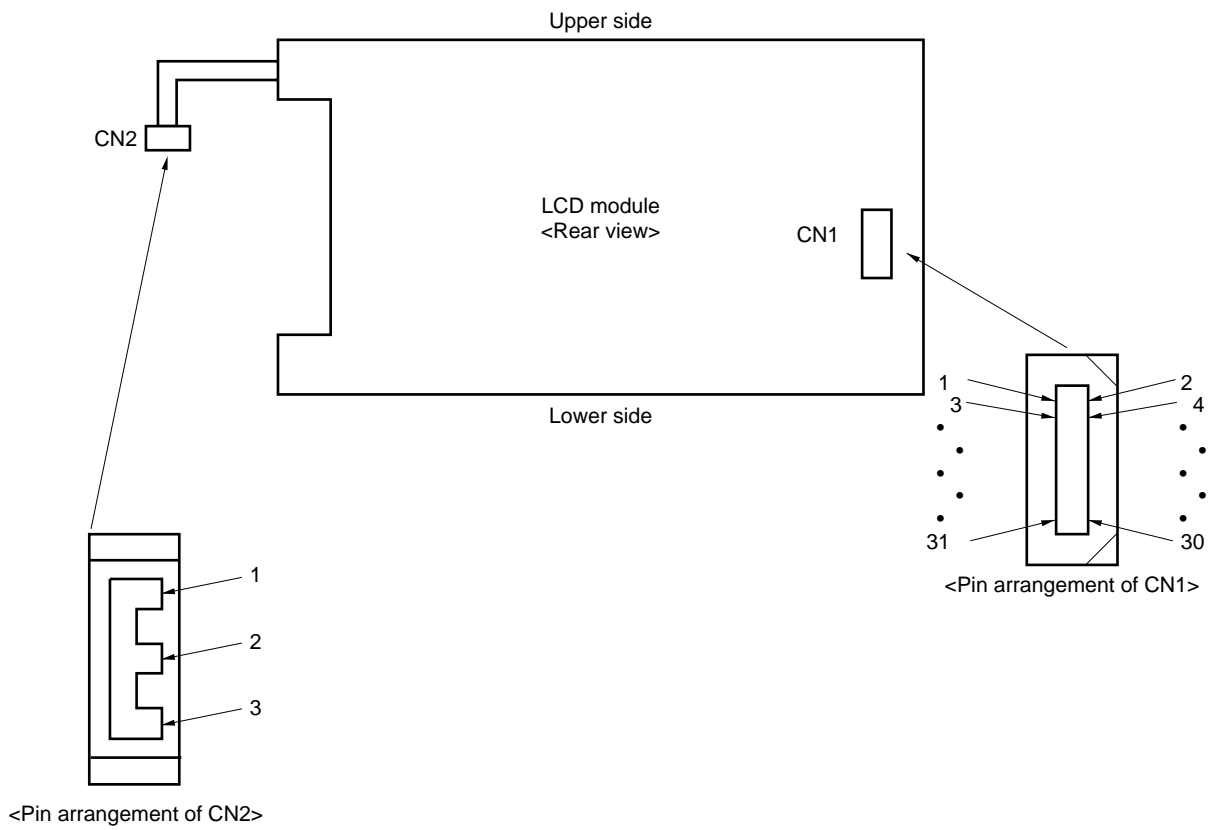 Upper side
CN2
LCD module
<Rear view>
CN1
Lower side
1 2
3 4
31 30
<Pin arrangement of CN1>
1
2
3
<Pin arrangement of CN2>